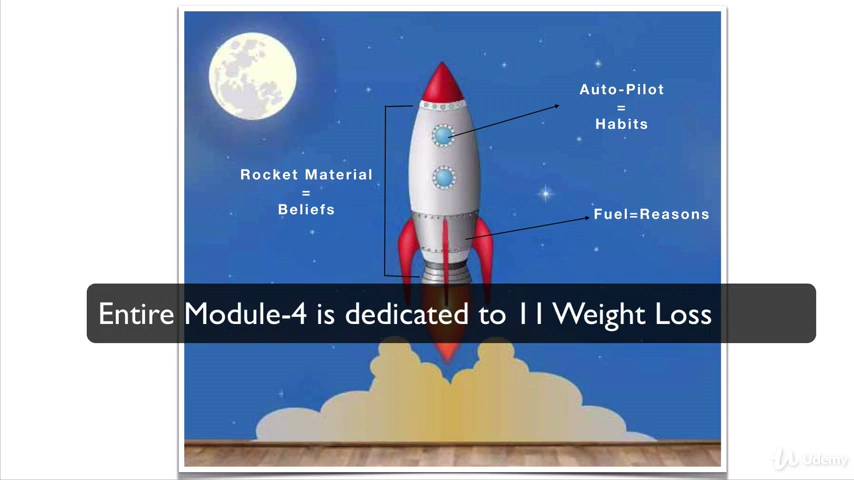 Auto-Pilot
=
Habits
Rocket Material
=
Beliefs
Fuel=Reasons
Entire Module-4 is dedicated to 11 Weight Loss
Udemy